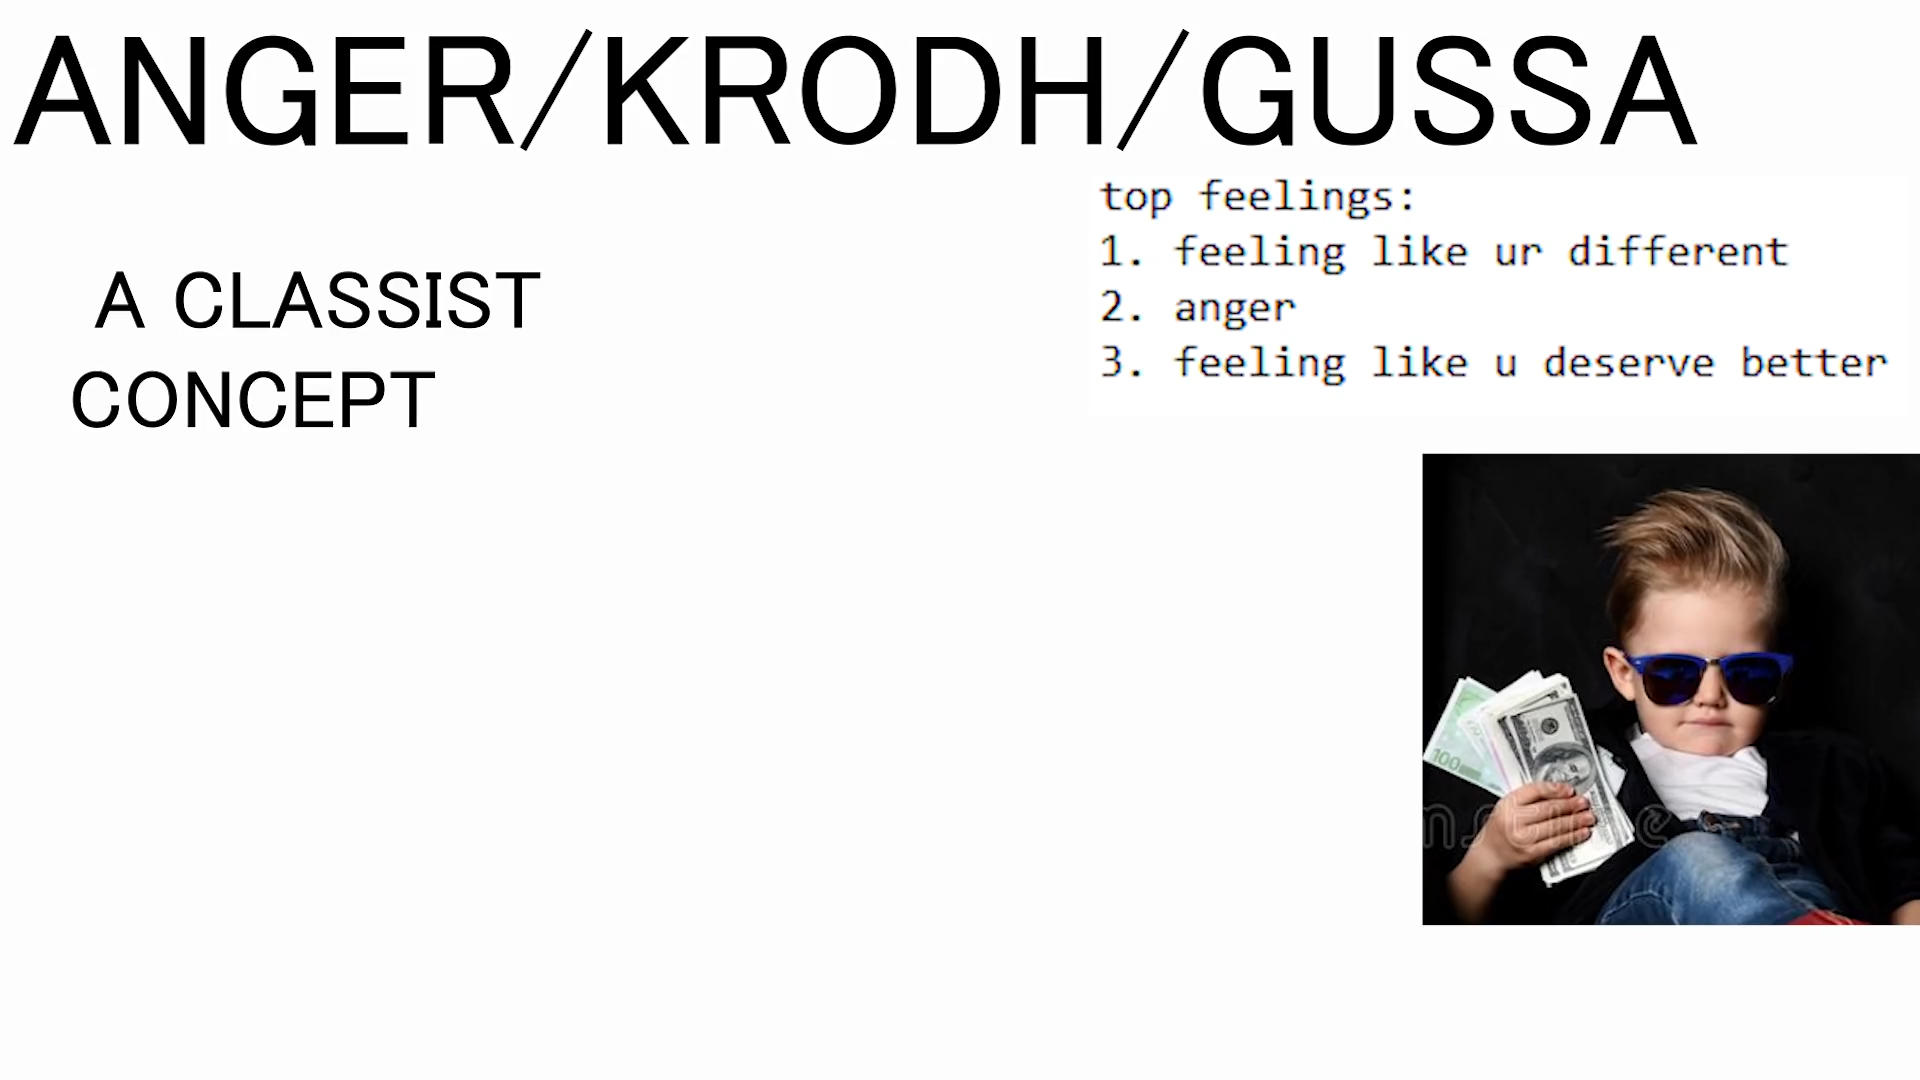 ANGER/KRODH/GUSSA
A CLASSIST
CONCEPT
top feelings:
1. feeling like ur different
2. anger
3. feeling like u deserve better
100